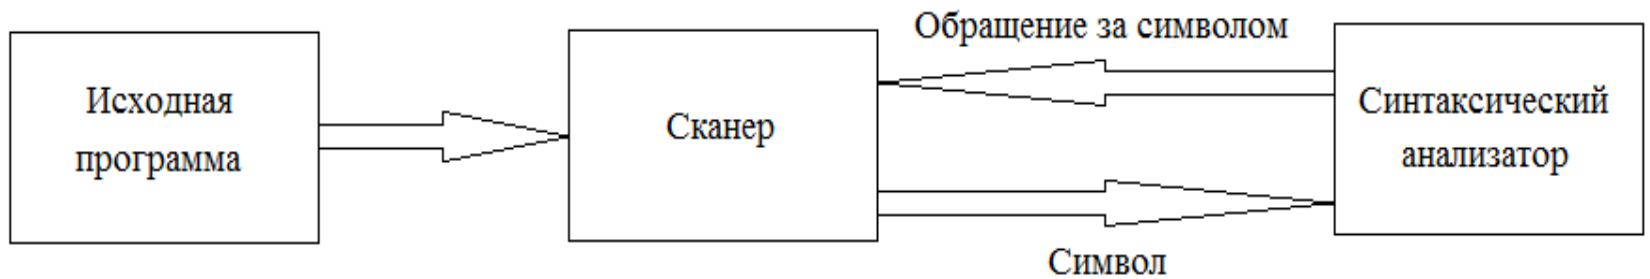 Исходная
программа
Сканер
Обращение за символом
Символ
Синтаксический
анализатор